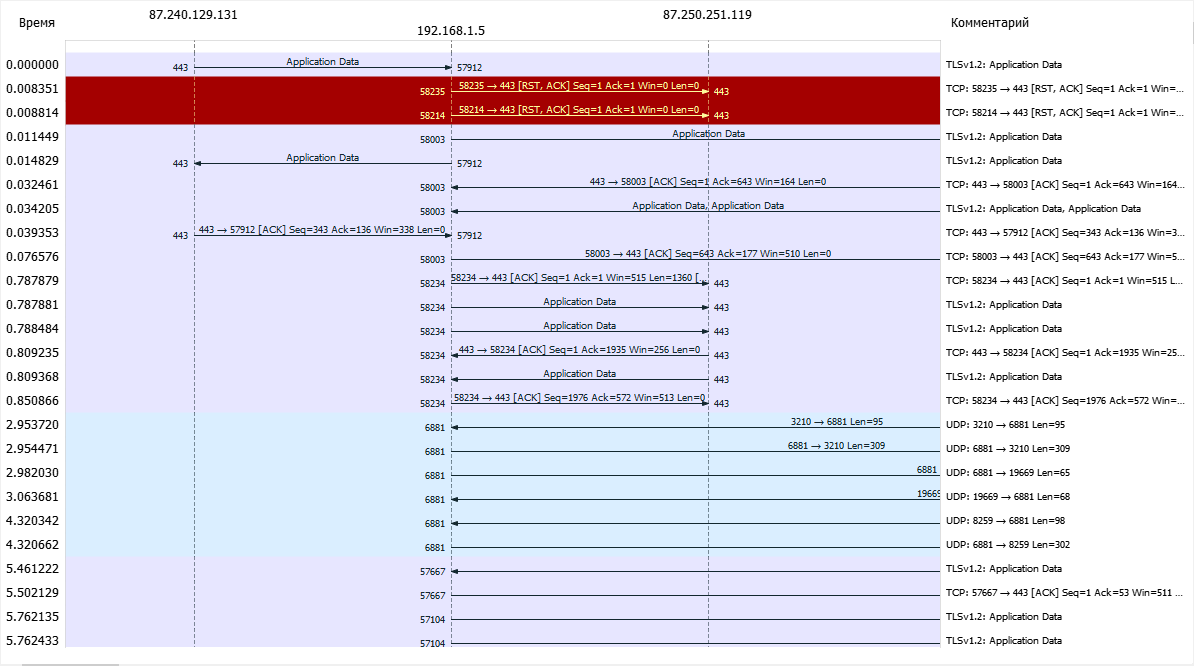 Время 87.240.129.131 192.168.1.5 87.250.251.119 Комментарий
0.000000 443 Application Data 57912 TLSv1.2: Application Data
0.008351 58235 58235 → 443 [RST, ACK] Seq=1 Ack=1 Win=0 Len=0 443 TCP: 58235 → 443 [RST, ACK] Seq=1 Ack=1 Win=...
0.008814 58214 58214 → 443 [RST, ACK] Seq=1 Ack=1 Win=0 Len=0 443 TCP: 58214 → 443 [RST, ACK] Seq=1 Ack=1 Win=...
0.011449 58003 Application Data TLSv1.2: Application Data
0.014829 443 Application Data 57912 TLSv1.2: Application Data
0.032461 58003 443 → 58003 [ACK] Seq=1 Ack=643 Win=164 Len=0 TCP: 443 → 58003 [ACK] Seq=1 Ack=643 Win=164...
0.034205 58003 Application Data, Application Data TLSv1.2: Application Data, Application Data
0.039353 443 443 → 57912 [ACK] Seq=343 Ack=136 Win=338 Len=0 57912 TCP: 443 → 57912 [ACK] Seq=343 Ack=136 Win=3...
0.076576 58003 58003 → 443 [ACK] Seq=643 Ack=177 Win=510 Len=0 TCP: 58003 → 443 [ACK] Seq=643 Ack=177 Win=5...
0.787879 58234 58234 → 443 [ACK] Seq=1 Ack=1 Win=515 Len=1360 [... 443 TCP: 58234 → 443 [ACK] Seq=1 Ack=1 Win=515 L...
0.787881 58234 Application Data 443 TLSv1.2: Application Data
0.788484 58234 Application Data 443 TLSv1.2: Application Data
0.809235 58234 443 → 58234 [ACK] Seq=1 Ack=1935 Win=256 Len=0 443 TCP: 443 → 58234 [ACK] Seq=1 Ack=1935 Win=25...
0.809368 58234 Application Data 443 TLSv1.2: Application Data
0.850866 58234 58234 → 443 [ACK] Seq=1976 Ack=572 Win=513 Len=0 443 TCP: 58234 → 443 [ACK] Seq=1976 Ack=572 Win=...
2.953720 6881 3210 → 6881 Len=95 UDP: 3210 → 6881 Len=95
2.954471 6881 6881 → 3210 Len=309 UDP: 6881 → 3210 Len=309
2.982030 6881 6881 UDP: 6881 → 19669 Len=65
3.063681 6881 19669 UDP: 19669 → 6881 Len=68
4.320342 6881 UDP: 8259 → 6881 Len=98
4.320662 6881 UDP: 6881 → 8259 Len=302
5.461222 57667 TLSv1.2: Application Data
5.502129 57667 TCP: 57667 → 443 [ACK] Seq=1 Ack=53 Win=511 ...
5.762135 57104 TLSv1.2: Application Data
5.762433 57104 TLSv1.2: Application Data